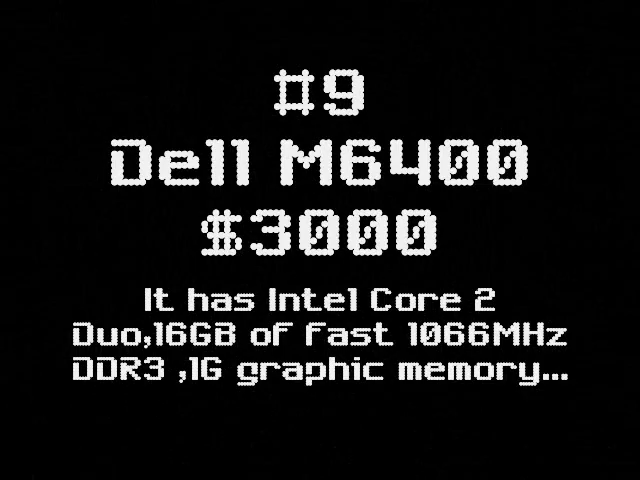 #9
Dell M6400
$3000
It has Intel Core 2
Duo,16GB of fast 1066MHz
DDR3 ,1G graphic memory...